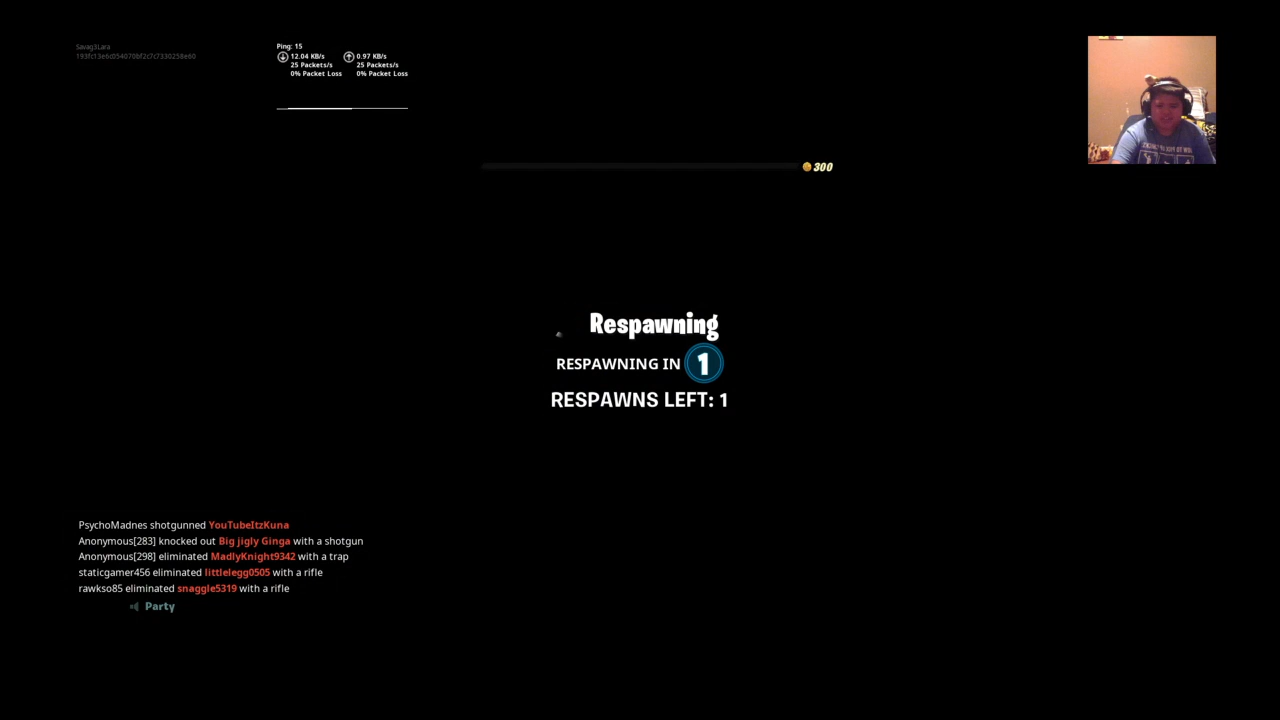 Savag3Lara
Ping: 15
12.04 KB/s 0.97 KB/s
25 Packets/s 25 Packets/s
0% Packet Loss 0% Packet Loss
300
Respawning
RESPAWNING IN 1
RESPAWNS LEFT: 1
PsychoMadnes shotgunned YouTubeItzKuna
Anonymous[283] knocked out Big jigly Ginga with a shotgun
Anonymous[298] eliminated MadlyKnight9342 with a trap
staticgamer456 eliminated littlelegg0505 with a rifle
rawkso85 eliminated snaggle5319 with a rifle
Party